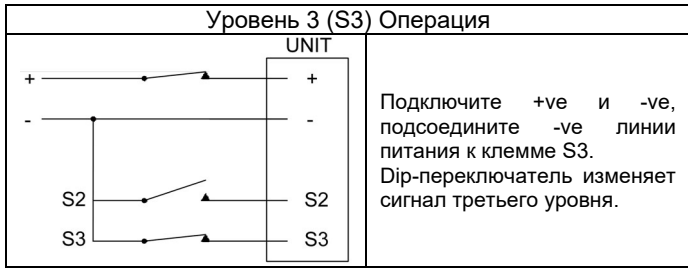 Уровень 3 (S3) Операция
UNIT
+ +
- -
S2 S2
S3 S3
Подключите +ve и -ve,
подсоедините -ve линии
питания к клемме S3.
Dip-переключатель изменяет
сигнал третьего уровня.